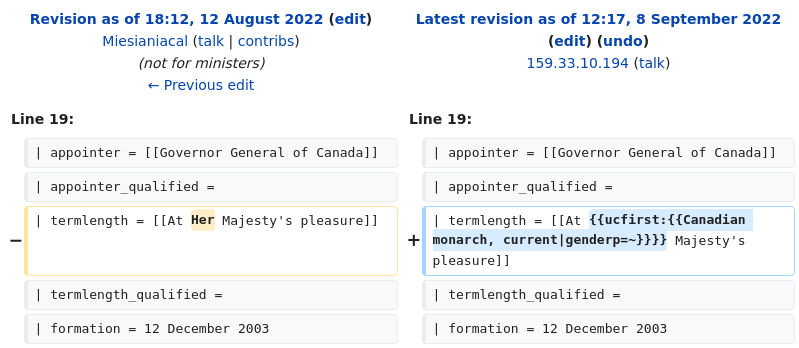 Revision as of 18:12, 12 August 2022 (edit)
Miesianiacal (talk | contribs)
(not for ministers)
← Previous edit
Latest revision as of 12:17, 8 September 2022
(edit) (undo)
159.33.10.194 (talk)
Line 19:
Line 19:
| appointer = [[Governor General of Canada]]
| appointer = [[Governor General of Canada]]
| appointer_qualified =
| appointer_qualified =
−
| termlength = [[At Her Majesty's pleasure]]
+
| termlength = [[At {{ucfirst:{{Canadian
monarch, current|genderp=~}}}} Majesty's
pleasure]]
| termlength_qualified =
| termlength_qualified =
| formation = 12 December 2003
| formation = 12 December 2003